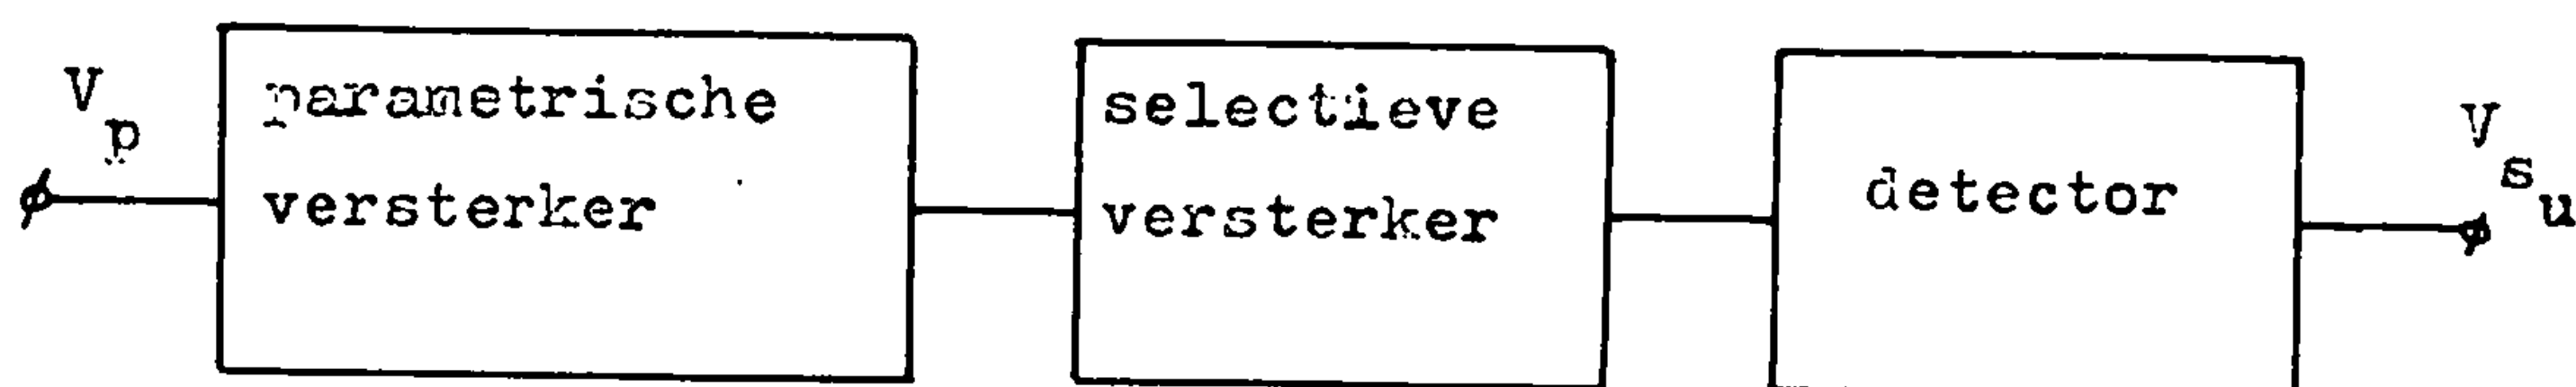 V p
parametrische
versterker
selectieve
versterker
detector
V s u